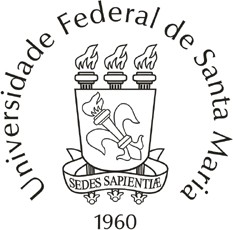 Universidade Federal de Santa Maria
SEDES SAPIENTIÆ
1960